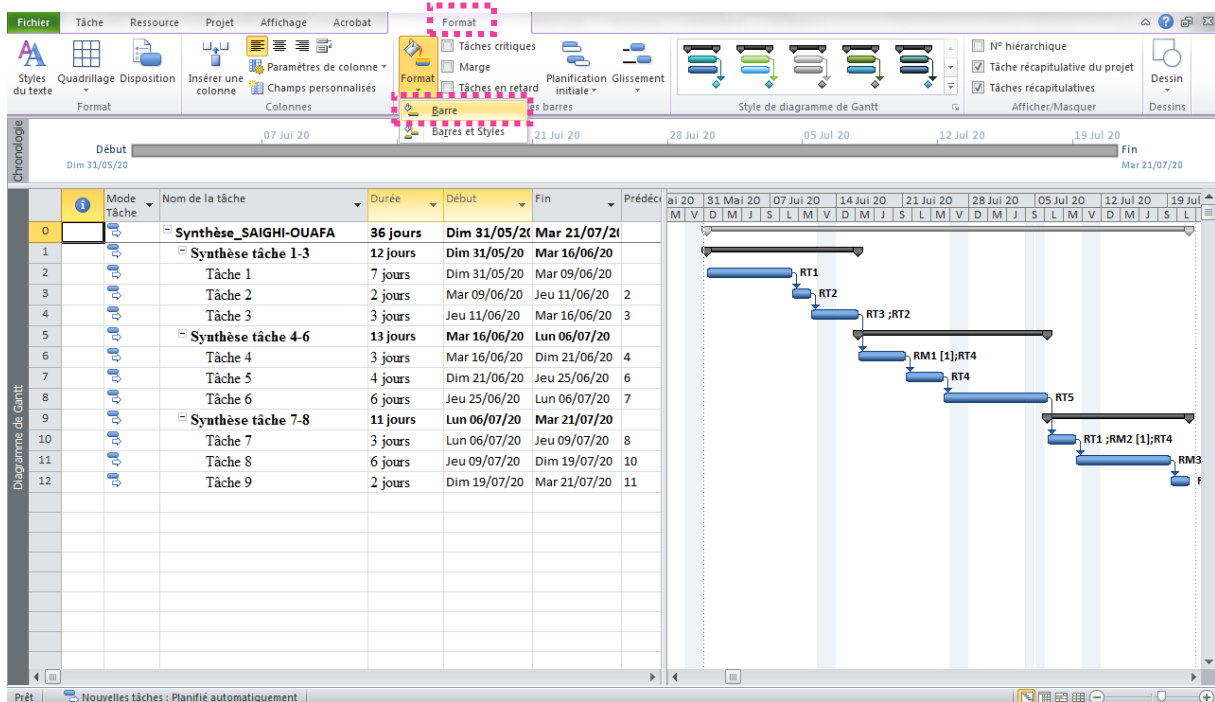 Fichier Tâche Ressource Projet Affichage Acrobat Format
Styles du texte
Quadrillage
Disposition
Format
Insérer une colonne
Paramètres de colonne
Champs personnalisés
Colonnes
Format
Tâches critiques
Marge
Tâches en retard
Planification initiale
Glissement
es barres
Barre
Barres et Styles
Style de diagramme de Gantt
N° hiérarchique
Tâche récapitulative du projet
Tâches récapitulatives
Afficher/Masquer
Dessin
Dessins
Chronologie
07 Jui 20 21 Jui 20 28 Jui 20 05 Jul 20 12 Jul 20 19 Jul 20
Début
Dim 31/05/20
Fin
Mar 21/07/20
Mode Tâche Nom de la tâche Durée Début Fin Prédéce
ai 20 31 Mai 20 07 Jui 20 14 Jui 20 21 Jui 20 28 Jui 20 05 Jul 20 12 Jul 20 19 Jul
M V D M J S L M V D M J S L M V D M J S L M V D M J S L
0 Synthèse_SAIGHI-OUAFA 36 jours Dim 31/05/20 Mar 21/07/20
1 Synthèse tâche 1-3 12 jours Dim 31/05/20 Mar 16/06/20
2 Tâche 1 7 jours Dim 31/05/20 Mar 09/06/20 RT1
3 Tâche 2 2 jours Mar 09/06/20 Jeu 11/06/20 2 RT2
4 Tâche 3 3 jours Jeu 11/06/20 Mar 16/06/20 3 RT3 ;RT2
5 Synthèse tâche 4-6 13 jours Mar 16/06/20 Lun 06/07/20
6 Tâche 4 3 jours Mar 16/06/20 Dim 21/06/20 4 RM1 [1];RT4
7 Tâche 5 4 jours Dim 21/06/20 Jeu 25/06/20 6 RT4
8 Tâche 6 6 jours Jeu 25/06/20 Lun 06/07/20 7 RT5
9 Synthèse tâche 7-8 11 jours Lun 06/07/20 Mar 21/07/20
10 Tâche 7 3 jours Lun 06/07/20 Jeu 09/07/20 8 RT1 ;RM2 [1];RT4
11 Tâche 8 6 jours Jeu 09/07/20 Dim 19/07/20 10 RM3
12 Tâche 9 2 jours Dim 19/07/20 Mar 21/07/20 11
Diagramme de Gantt
Prêt Nouvelles tâches : Planifié automatiquement